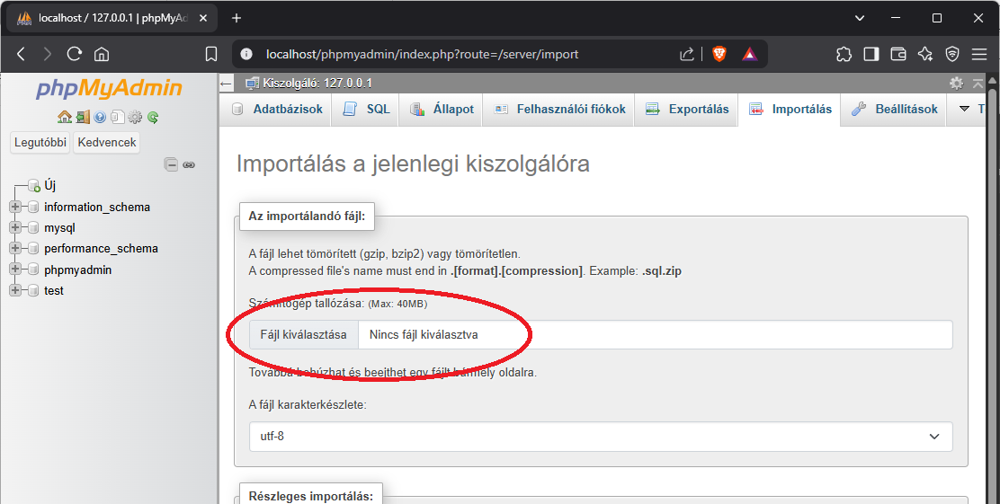 localhost / 127.0.0.1 | phpMyAd
localhost/phpmyadmin/index.php?route=/server/import
phpMyAdmin
Legutóbbi Kedvencek
Új
information_schema
mysql
performance_schema
phpmyadmin
test
Kiszolgáló: 127.0.0.1
Adatbázisok SQL Állapot Felhasználói fiókok Exportálás Importálás Beállítások T
Importálás a jelenlegi kiszolgálóra
Az importálandó fájl:
A fájl lehet tömörített (gzip, bzip2) vagy tömörítetlen.
A compressed file's name must end in .[format].[compression]. Example: .sql.zip
Számítógép tallózása: (Max: 40MB)
Fájl kiválasztása Nincs fájl kiválasztva
Továbbá behúzhat és beejthet egy fájlt bármely oldalra.
A fájl karakterkészlete:
utf-8
Részleges importálás: